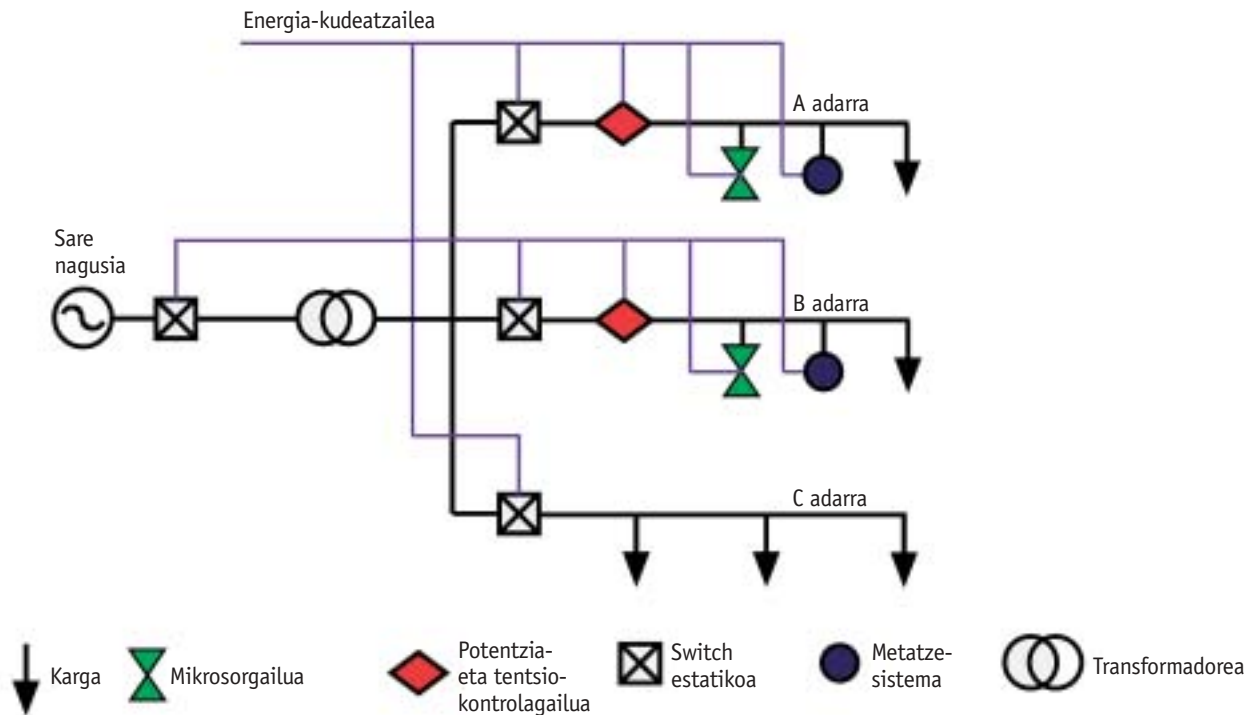 Energia-kudeatzailea
A adarra
Sare
nagusia
B adarra
C adarra
Karga
Mikrosorgailua
Potentzia-
eta tentsio-
kontrolagailua
Switch
estatikoa
Metatze-
sistema
Transformadorea